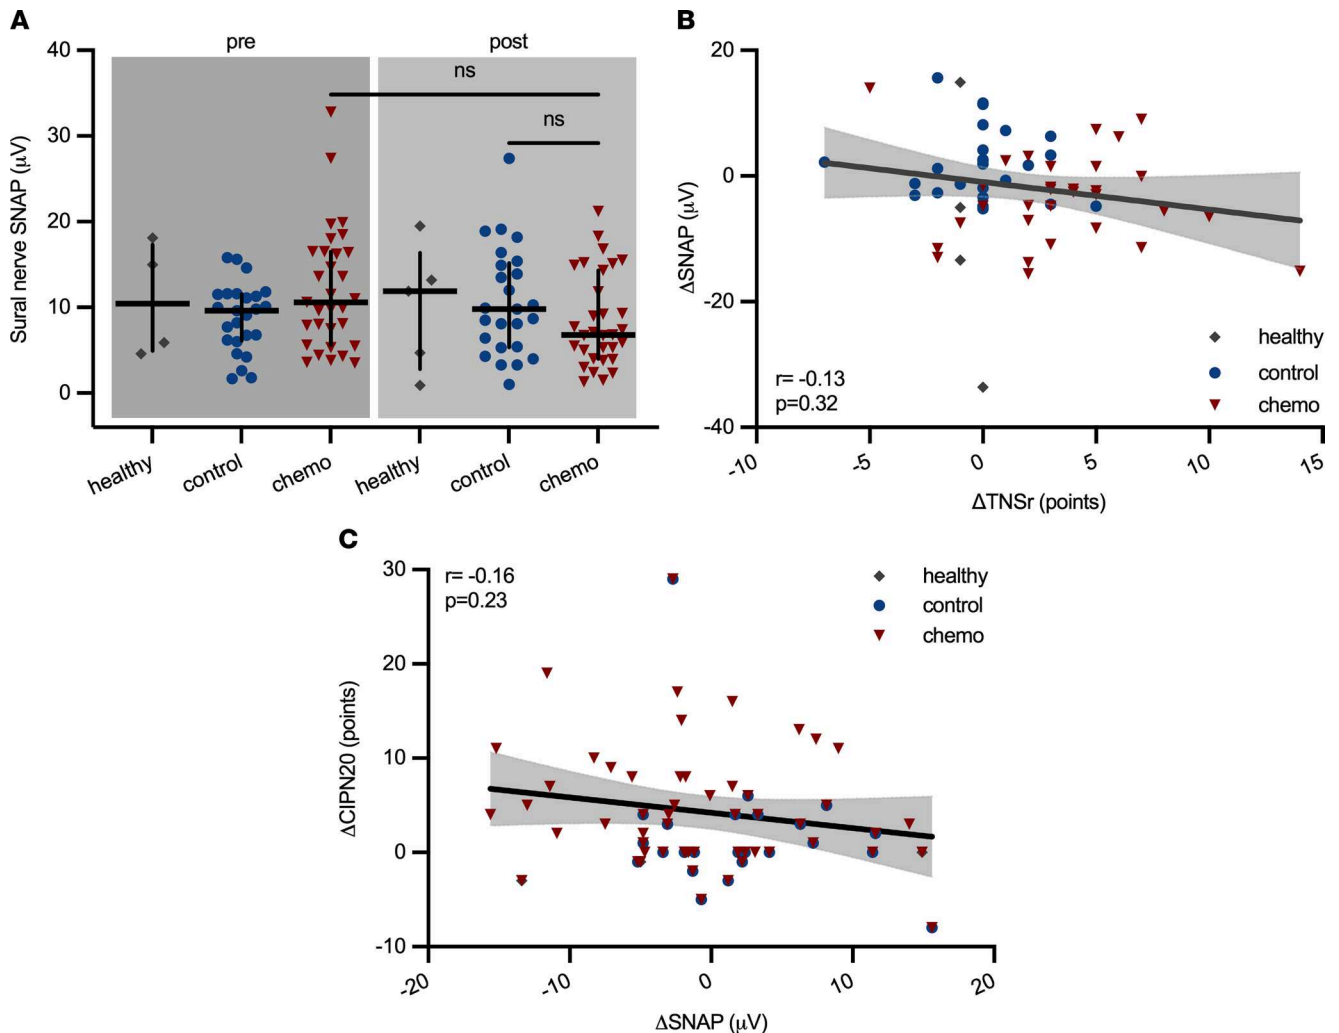 A
pre
post
ns
ns
Sural nerve SNAP (μV)
40
30
20
10
0
healthy
control
chemo
healthy
control
chemo
B
ΔSNAP (μV)
20
0
-20
-40
r= -0.13
p=0.32
healthy
control
chemo
-10
-5
0
5
10
15
ΔTNSr (points)
C
ΔCIPN20 (points)
30
20
10
0
-10
r= -0.16
p=0.23
healthy
control
chemo
-20
-10
0
10
20
ΔSNAP (μV)